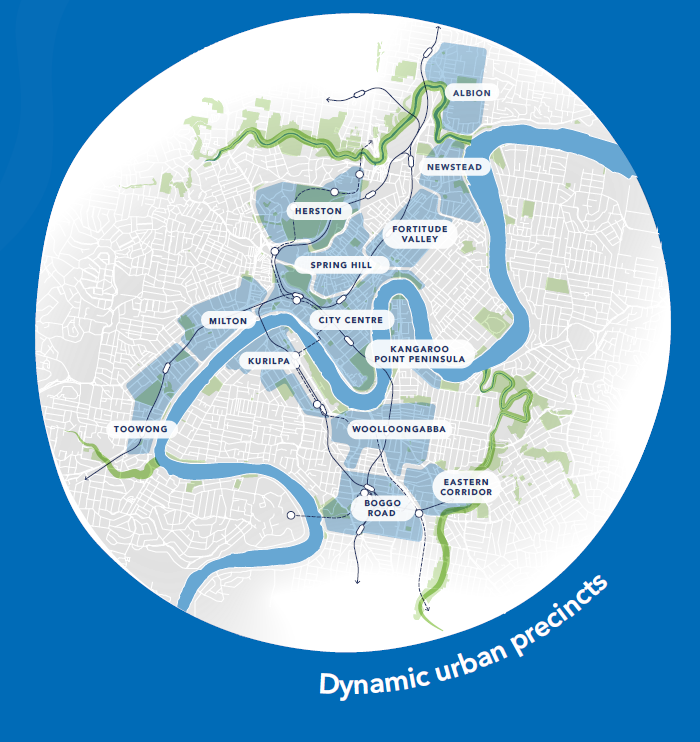 ALBION
NEWSTEAD
HERSTON
FORTITUDE
VALLEY
SPRING HILL
MILTON
CITY CENTRE
KURILPA
KANGAROO
POINT PENINSULA
TOOWONG
WOOLLOONGABBA
EASTERN
CORRIDOR
BOGGO
ROAD
Dynamic urban precincts